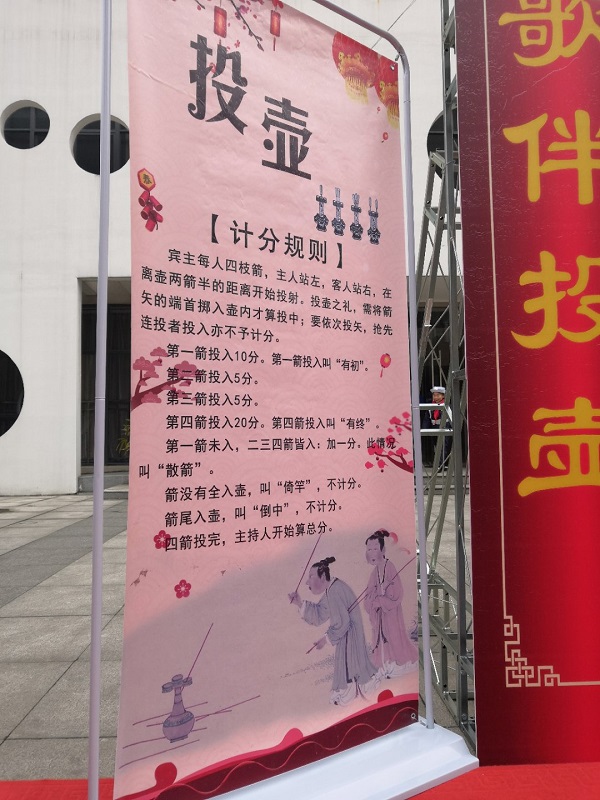 投壶
【计分规则】
宾主每人四枝箭，主人站左，客人站右，在
离壶两箭半的距离开始投射。投壶之礼，需将箭
矢的端首掷入壶内才算投中；要依次投矢，抢先
连投者投入亦不予计分。
第一箭投入10分。第一箭投入叫“有初”。
第二箭投入5分。
第三箭投入5分。
第四箭投入20分。第四箭投入叫“有终”。
第一箭未入，二三四箭皆入：加一分。此情况
叫“散箭”。
箭没有全入壶，叫“倚竿”，不计分。
箭尾入壶，叫“倒中”，不计分。
四箭投完，主持人开始算总分。
歌伴投壶